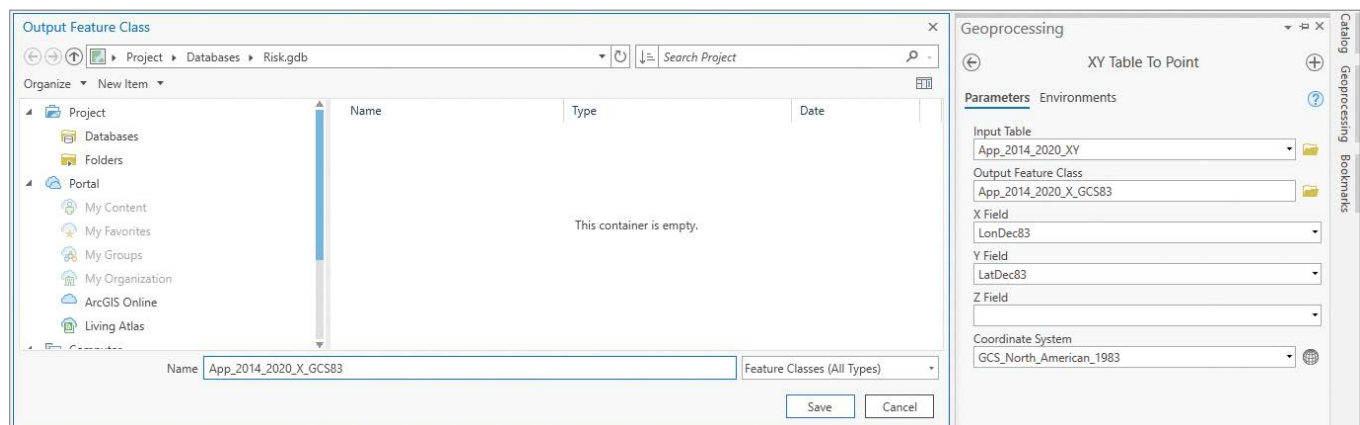 Output Feature Class
Project Databases Risk.gdb
Search Project
Organize New Item
Project
Databases
Folders
Portal
My Content
My Favorites
My Groups
My Organization
ArcGIS Online
Living Atlas
Computer
Name Type Date
This container is empty.
Name App_2014_2020_X_GCS83 Feature Classes (All Types)
Save Cancel
Geoprocessing
XY Table To Point
Parameters Environments
Input Table
App_2014_2020_XY
Output Feature Class
App_2014_2020_X_GCS83
X Field
LonDec83
Y Field
LatDec83
Z Field
Coordinate System
GCS_North_American_1983
Catalog
Geoprocessing
Bookmarks